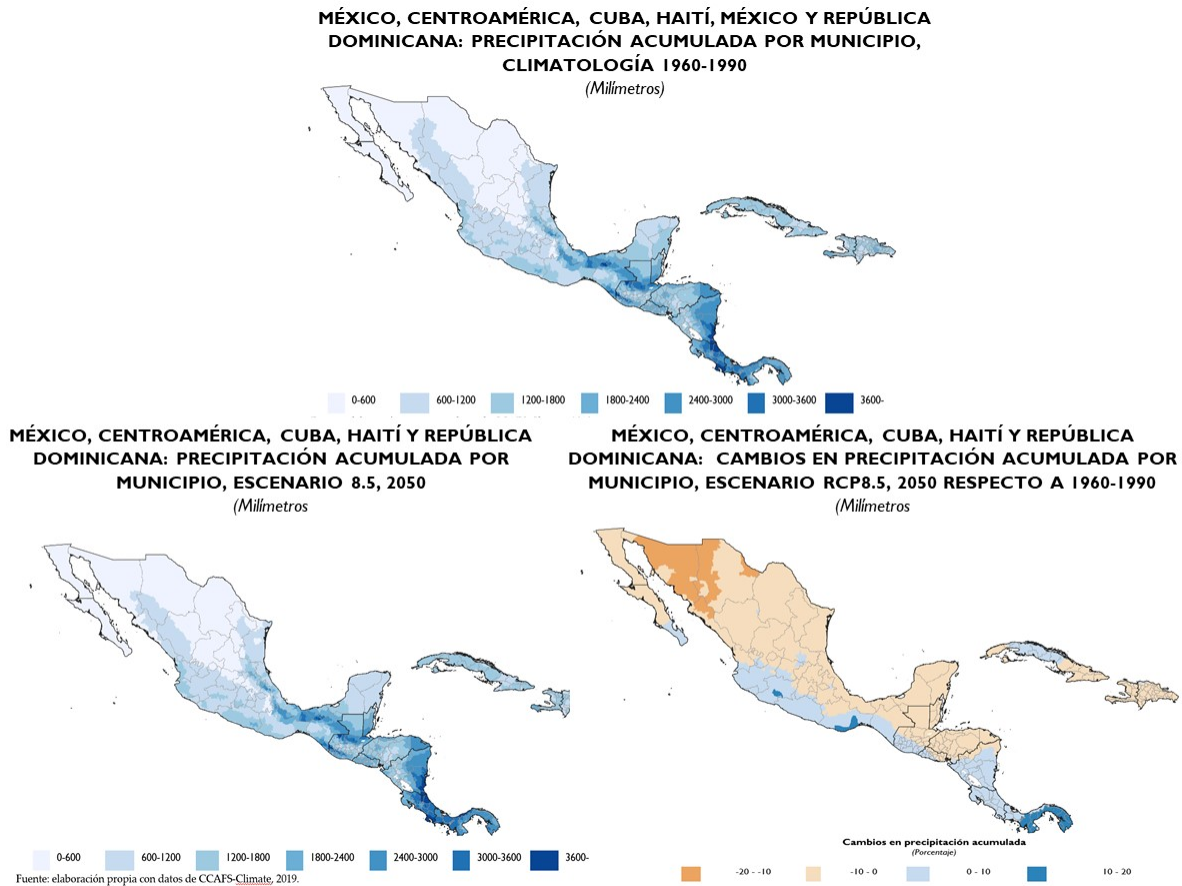 MÉXICO, CENTROAMÉRICA, CUBA, HAITÍ, MÉXICO Y REPÚBLICA
DOMINICANA: PRECIPITACIÓN ACUMULADA POR MUNICIPIO,
CLIMATOLOGÍA 1960-1990
(Milímetros)
0-600 600-1200 1200-1800 1800-2400 2400-3000 3000-3600 3600-
MÉXICO, CENTROAMÉRICA, CUBA, HAITÍ Y REPÚBLICA
DOMINICANA: PRECIPITACIÓN ACUMULADA POR
MUNICIPIO, ESCENARIO 8.5, 2050
(Milímetros
0-600 600-1200 1200-1800 1800-2400 2400-3000 3000-3600 3600-
Fuente: elaboración propia con datos de CCAFS-Climate, 2019.
MÉXICO, CENTROAMÉRICA, CUBA, HAITÍ Y REPÚBLICA
DOMINICANA: CAMBIOS EN PRECIPITACIÓN ACUMULADA POR
MUNICIPIO, ESCENARIO RCP8.5, 2050 RESPECTO A 1960-1990
(Milímetros
Cambios en precipitación acumulada
(Porcentaje)
-20 - -10 -10 - 0 0 - 10 10 - 20